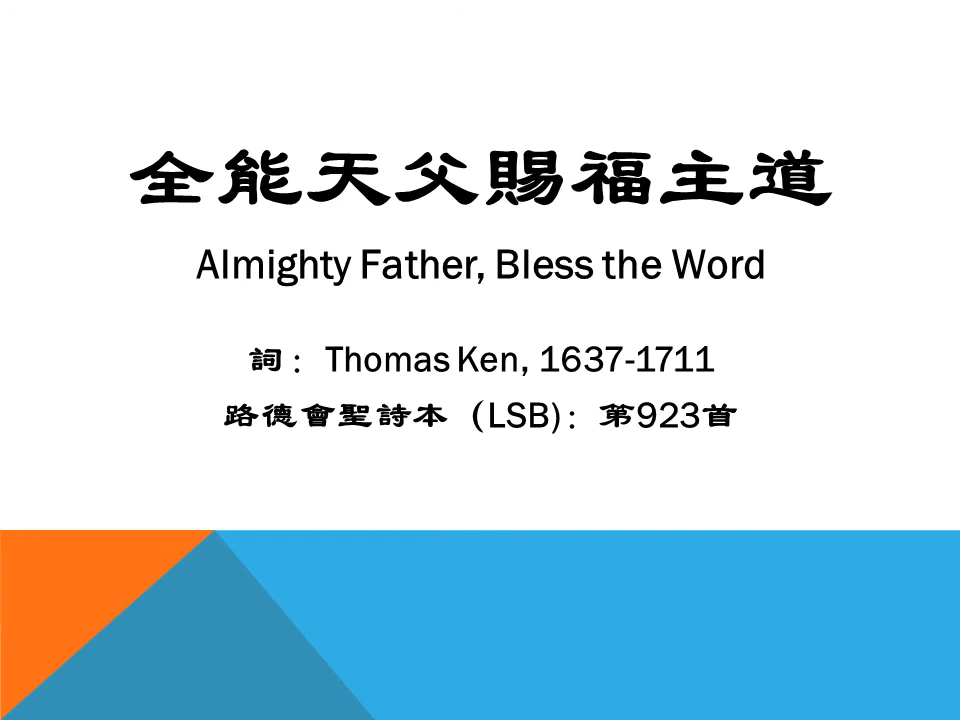 全能天父賜福主道
Almighty Father, Bless the Word
詞：Thomas Ken, 1637-1711
路德會聖詩本（LSB)：第923首